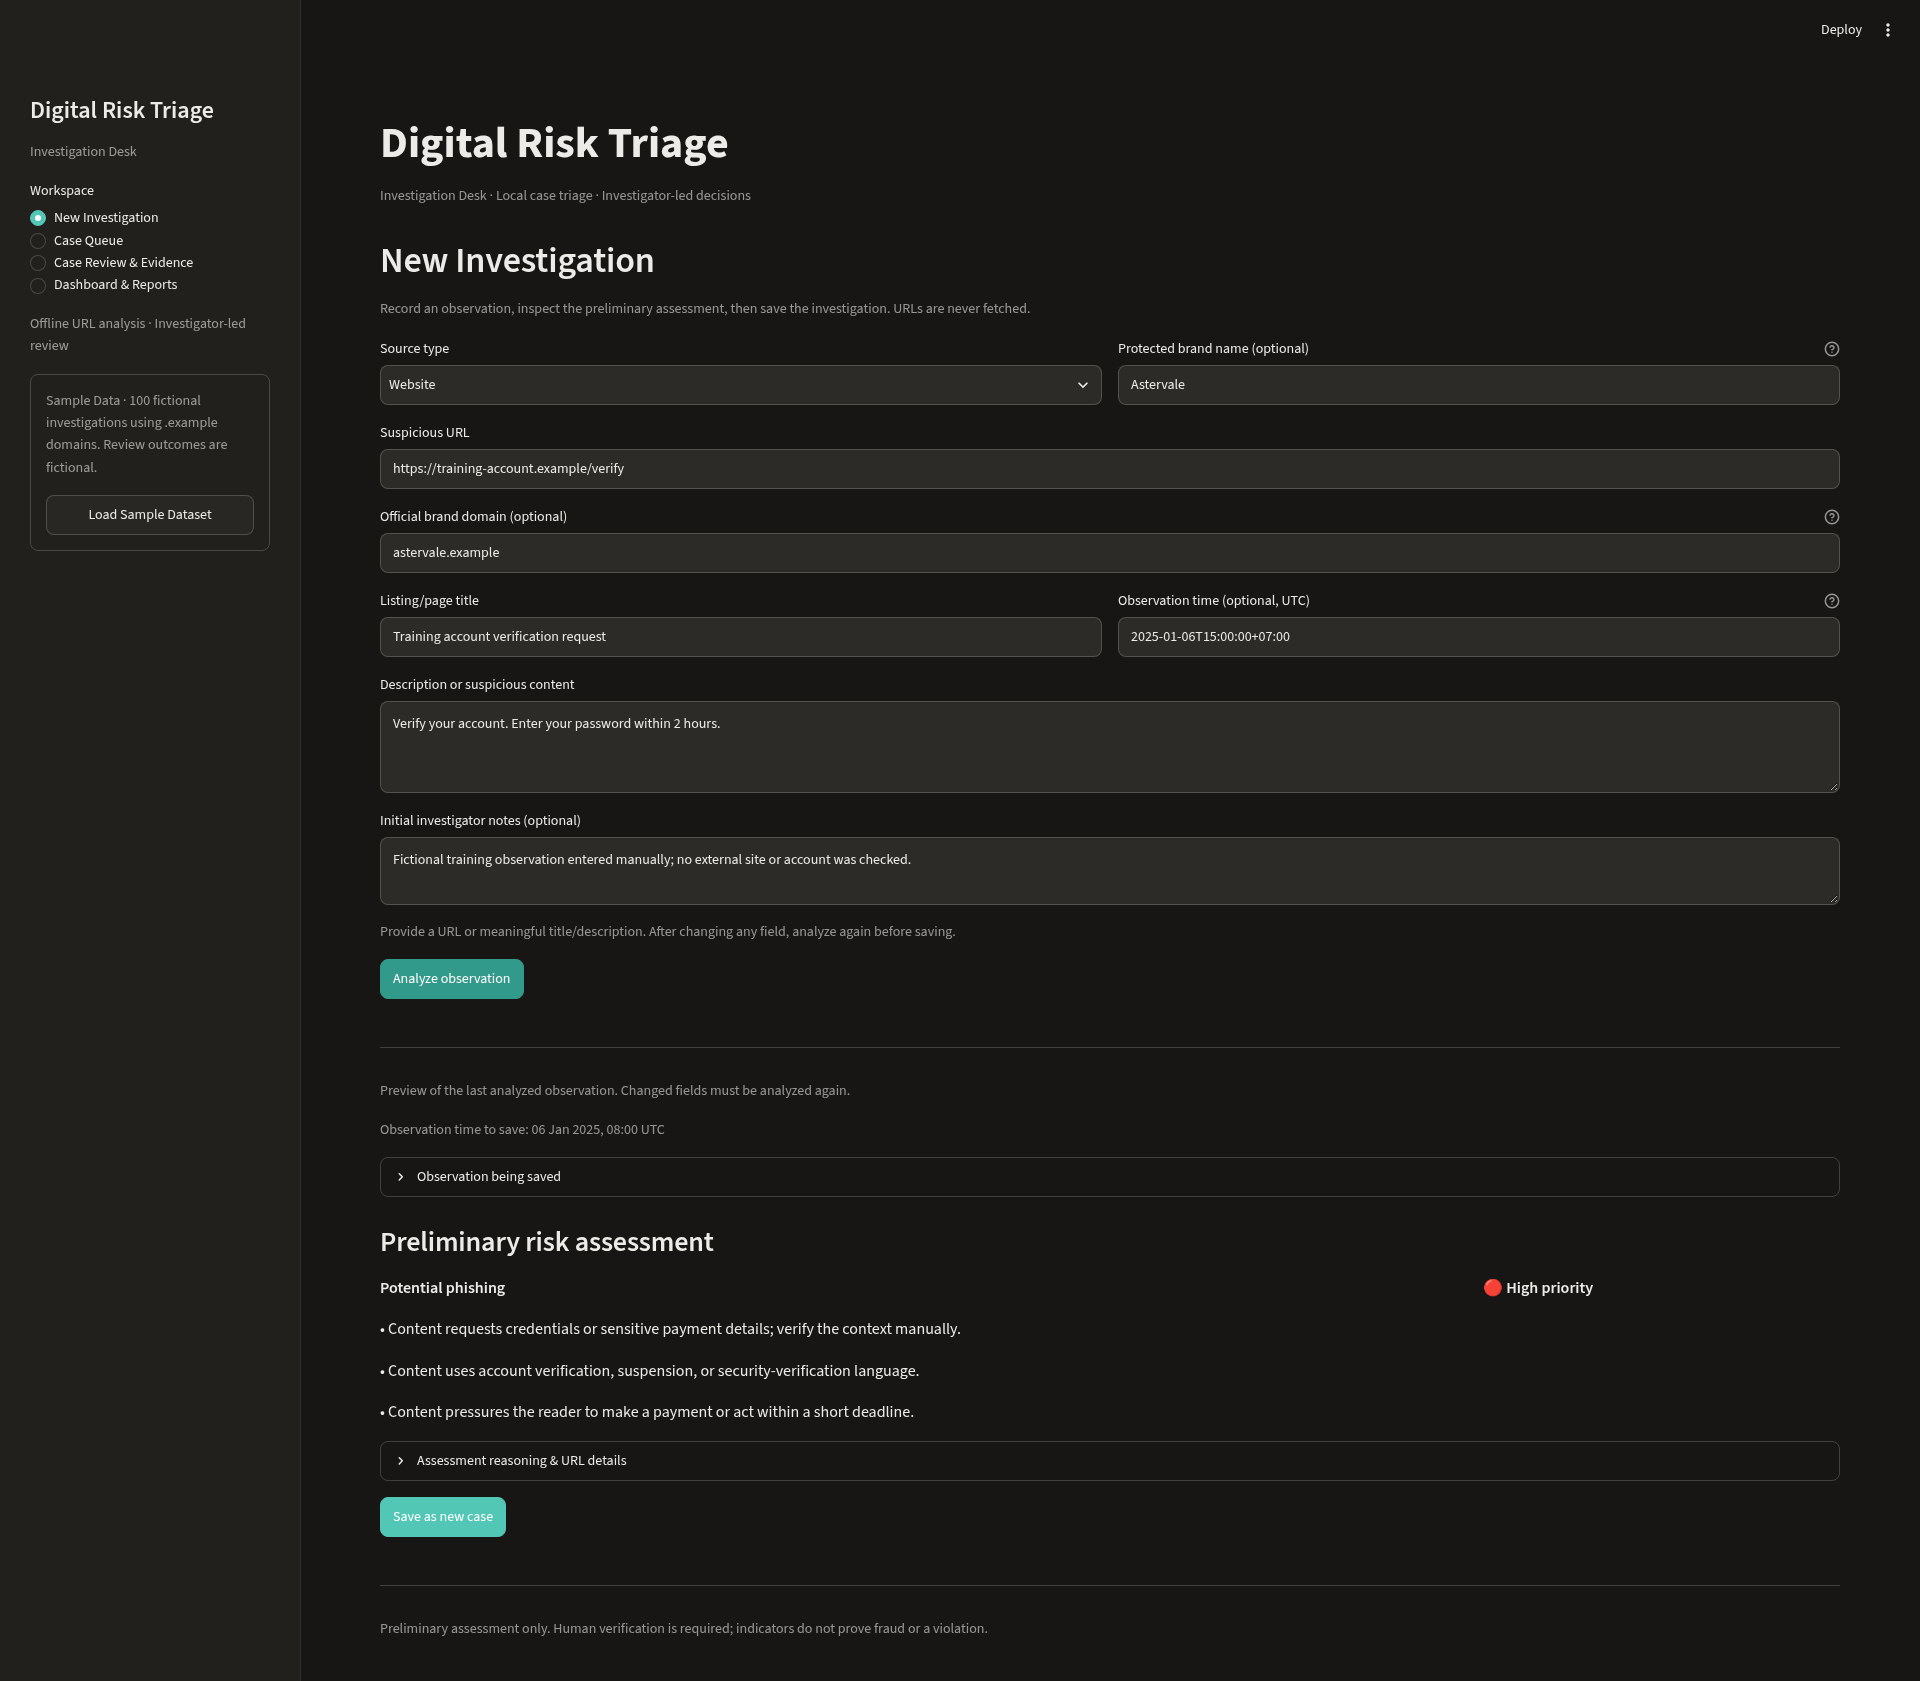 Deploy
Digital Risk Triage
Investigation Desk
Workspace
New Investigation
Case Queue
Case Review & Evidence
Dashboard & Reports
Offline URL analysis · Investigator-led
review
Sample Data · 100 fictional
investigations using .example
domains. Review outcomes are
fictional.
Load Sample Dataset
Digital Risk Triage
Investigation Desk · Local case triage · Investigator-led decisions
New Investigation
Record an observation, inspect the preliminary assessment, then save the investigation. URLs are never fetched.
Source type
Website
Protected brand name (optional)
Astervale
Suspicious URL
https://training-account.example/verify
Official brand domain (optional)
astervale.example
Listing/page title
Training account verification request
Observation time (optional, UTC)
2025-01-06T15:00:00+07:00
Description or suspicious content
Verify your account. Enter your password within 2 hours.
Initial investigator notes (optional)
Fictional training observation entered manually; no external site or account was checked.
Provide a URL or meaningful title/description. After changing any field, analyze again before saving.
Analyze observation
Preview of the last analyzed observation. Changed fields must be analyzed again.
Observation time to save: 06 Jan 2025, 08:00 UTC
Observation being saved
Preliminary risk assessment
Potential phishing
High priority
• Content requests credentials or sensitive payment details; verify the context manually.
• Content uses account verification, suspension, or security-verification language.
• Content pressures the reader to make a payment or act within a short deadline.
Assessment reasoning & URL details
Save as new case
Preliminary assessment only. Human verification is required; indicators do not prove fraud or a violation.